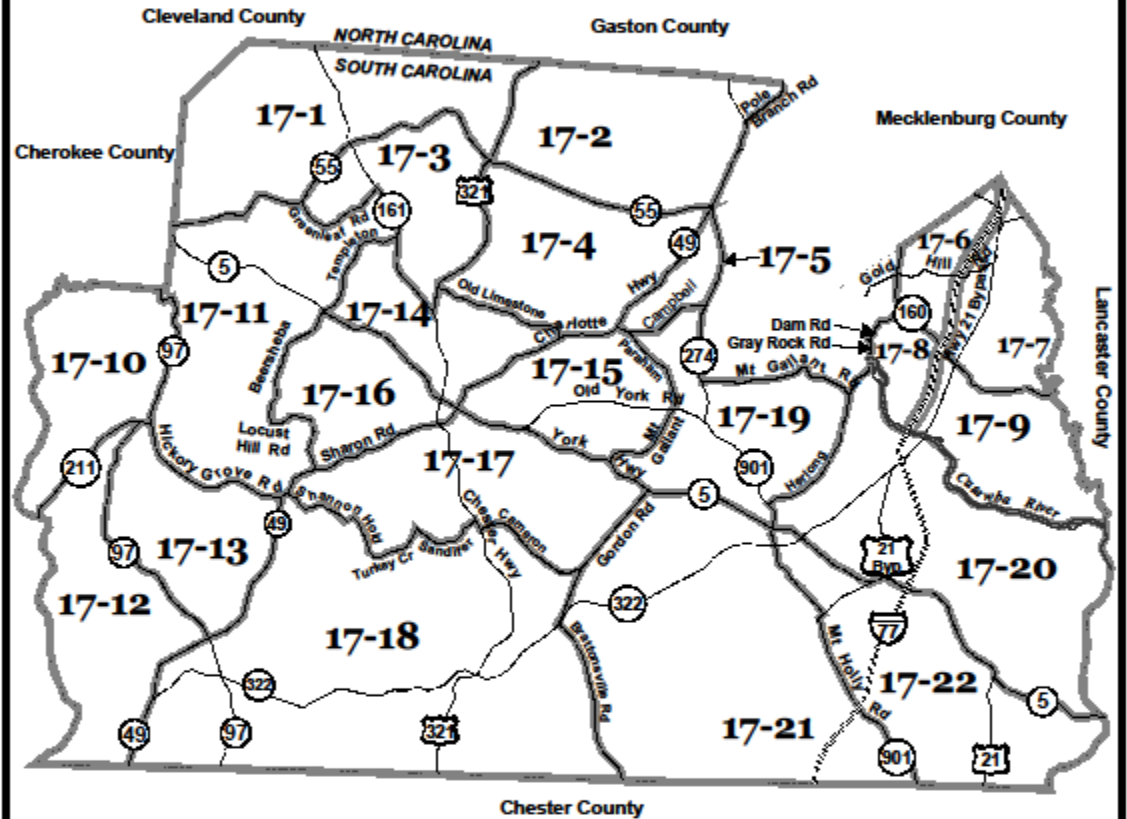 Cleveland County
Gaston County
NORTH CAROLINA
SOUTH CAROLINA
Pole
Branch Rd
Mecklenburg County
Cherokee County
17-1
17-2
17-3
55
321
161
Greenleaf Rd
Templeton
55
49
17-4
17-5
17-6
Gold
Hill
Rd
Hwy 21 Bypass
5
Hwy
Campbell
Old Limestone
Charlotte
160
Dam Rd
Gray Rock Rd
17-7
17-8
Lancaster County
17-10
17-11
97
17-14
Beersheba
17-15
Paraham
274
Mt Gallant Rd
Old York Rd
17-16
17-19
17-9
Locust
Hill Rd
Sharon Rd
17-17
York
Hwy
Mt
Gallant
901
Herlong
211
Hickory Grove Rd
Shannon Hold
49
Turkey Cr
Sandifer
Chester Hwy
Cameron
Gordon Rd
5
Catawba River
97
17-13
17-12
21
Byp
17-20
322
77
17-18
Brattonsville Rd
Mt Holly Rd
17-22
322
17-21
5
49
97
321
901
21
Chester County